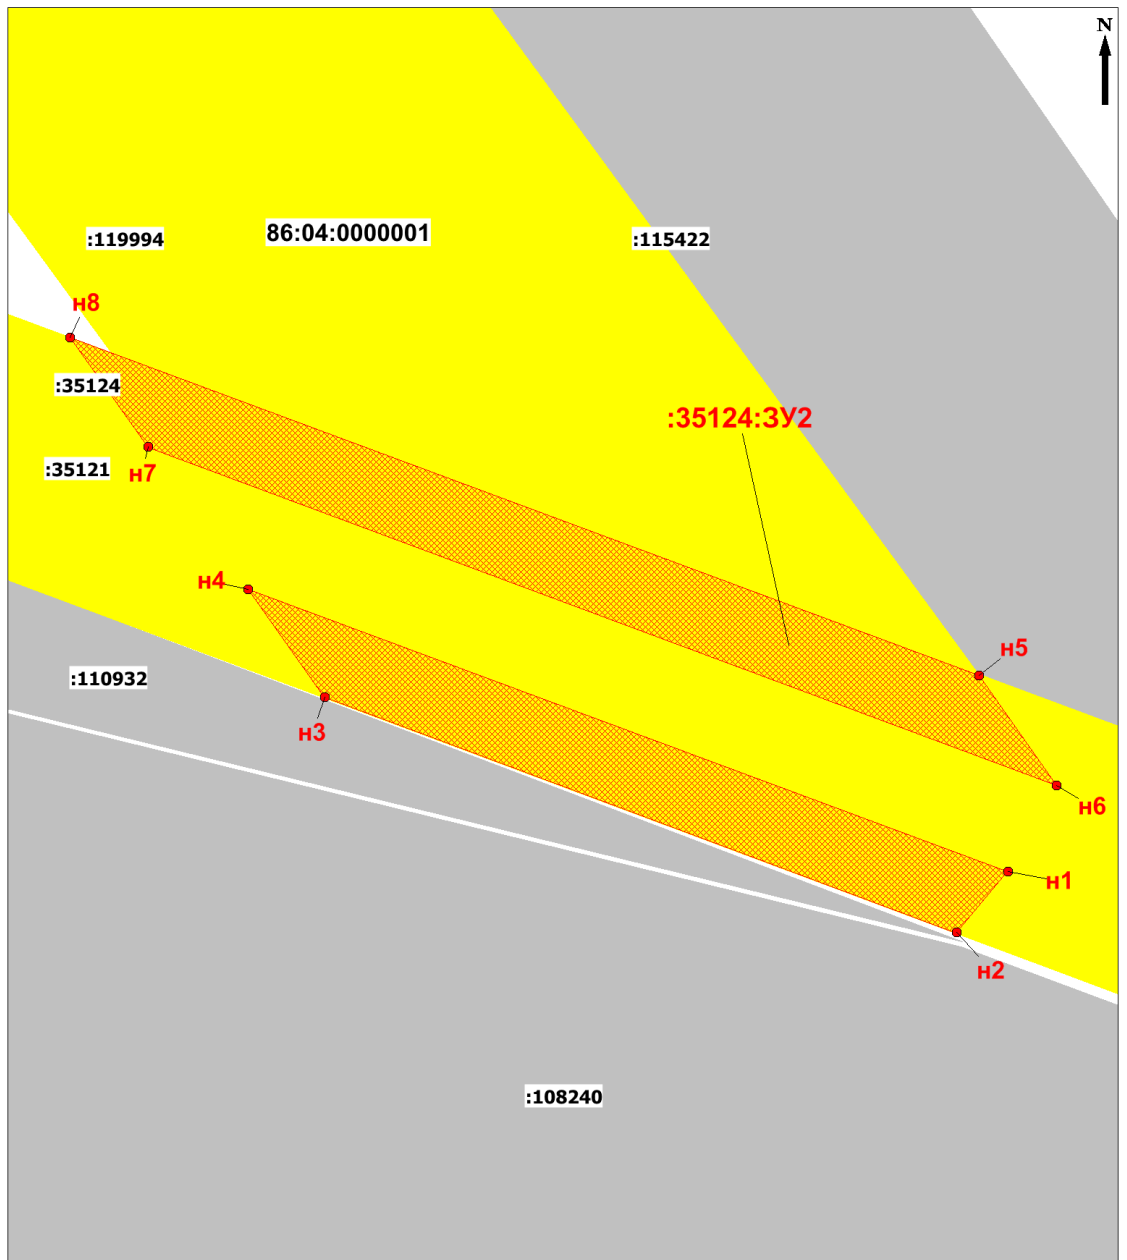 N
:119994
86:04:0000001
:115422
н8
:35124
:35124:ЗУ2
:35121
н7
н4
н5
:110932
н3
н6
н1
н2
:108240